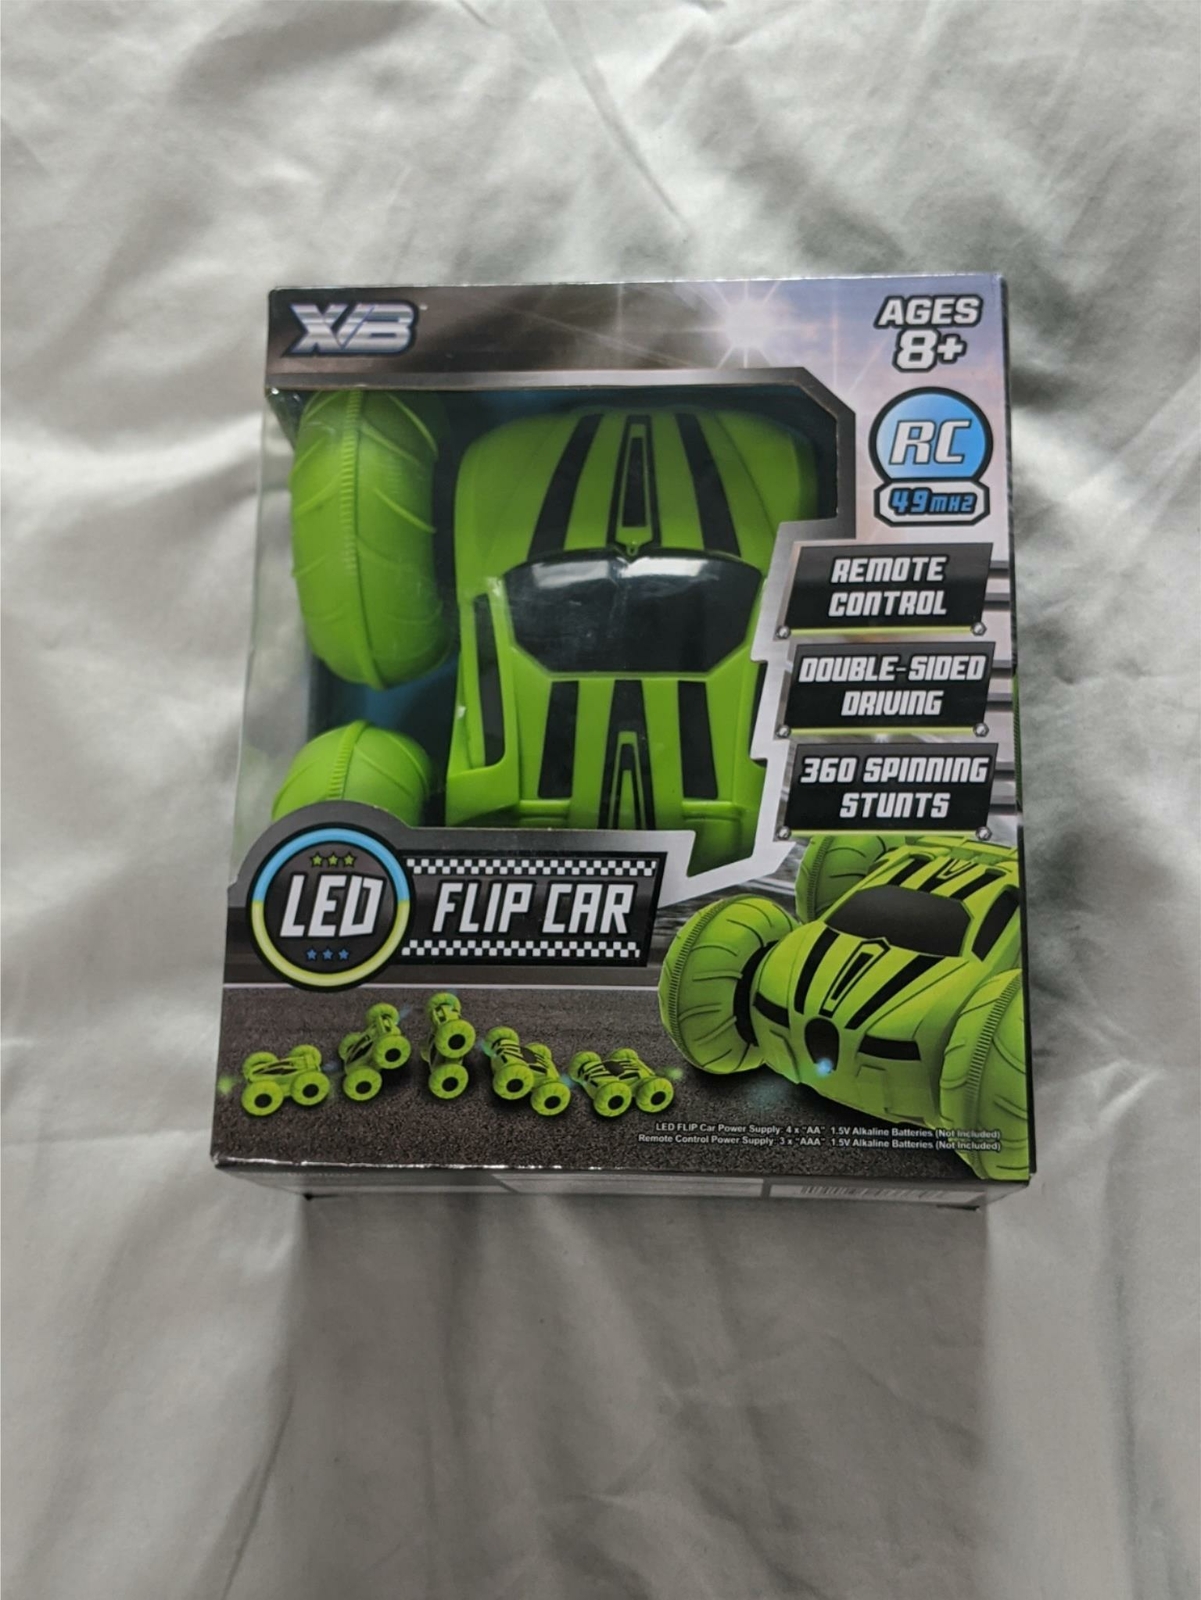 XB
AGES
8+
RC
49MHz
REMOTE
CONTROL
DOUBLE-SIDED
DRIVING
360 SPINNING
STUNTS
LED
FLIP CAR
LED FLIP Car Power Supply: 4 x "AA" 1.5V Alkaline Batteries (Not Included)
Remote Control Power Supply: 3 x "AAA" 1.5V Alkaline Batteries (Not Included)